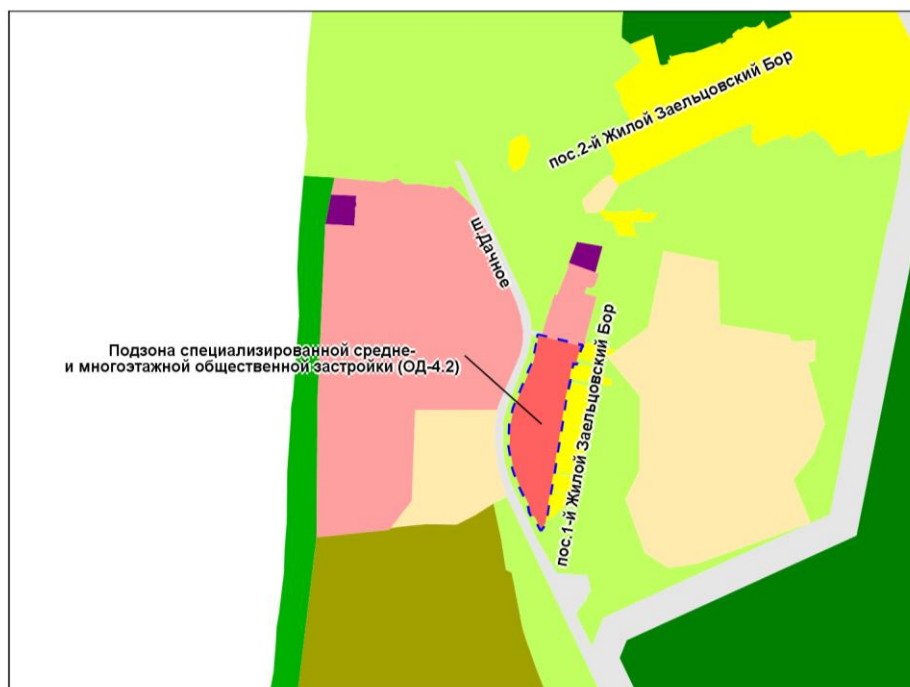 пос.2-й Жилой Заельцовский Бор
ш.Дачное
Подзона специализированной средне-
и многоэтажной общественной застройки (ОД-4.2)
пос.1-й Жилой Заельцовский Бор